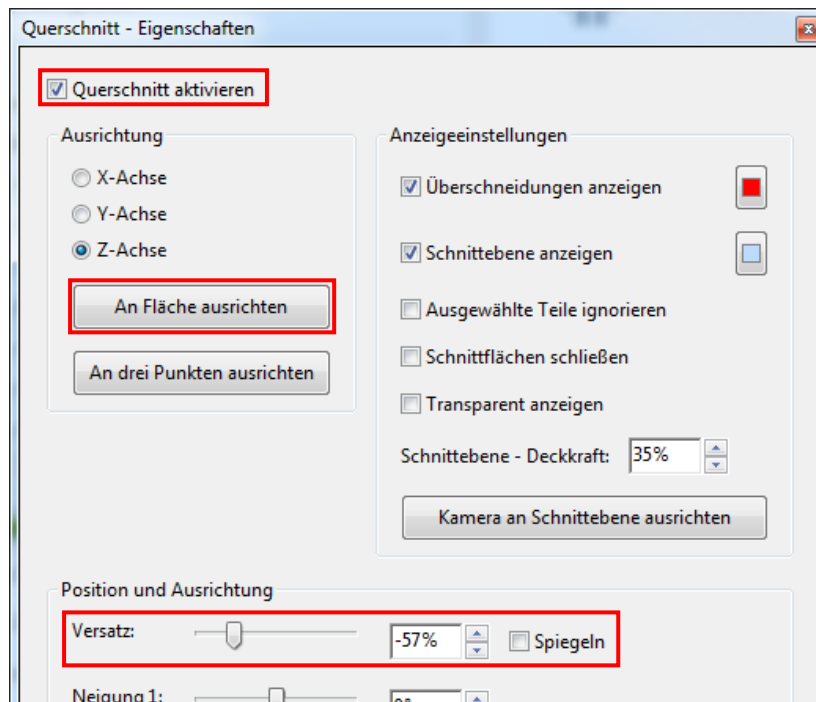 Querschnitt - Eigenschaften
Querschnitt aktivieren
Ausrichtung
X-Achse
Y-Achse
Z-Achse
An Fläche ausrichten
An drei Punkten ausrichten
Anzeigeeinstellungen
Überschneidungen anzeigen
Schnittebene anzeigen
Ausgewählte Teile ignorieren
Schnittflächen schließen
Transparent anzeigen
Schnittebene - Deckkraft: 35%
Kamera an Schnittebene ausrichten
Position und Ausrichtung
Versatz: -57% Spiegeln
Neigung 1: 0°